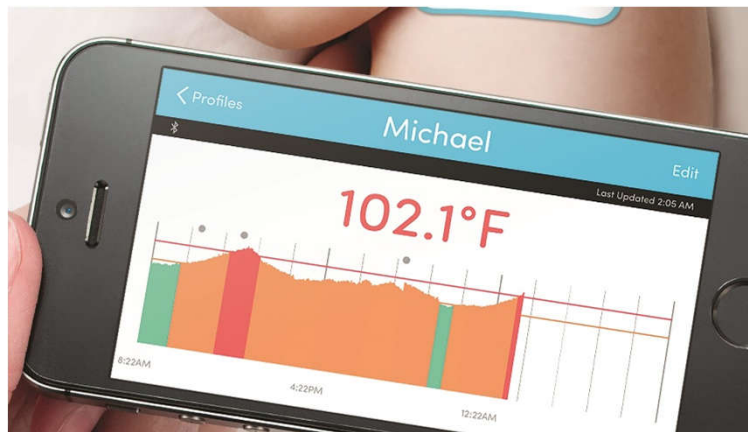 Profiles
Michael
Edit
Last Updated 2:05 AM
102.1°F
8:22AM
4:22PM
12:22AM